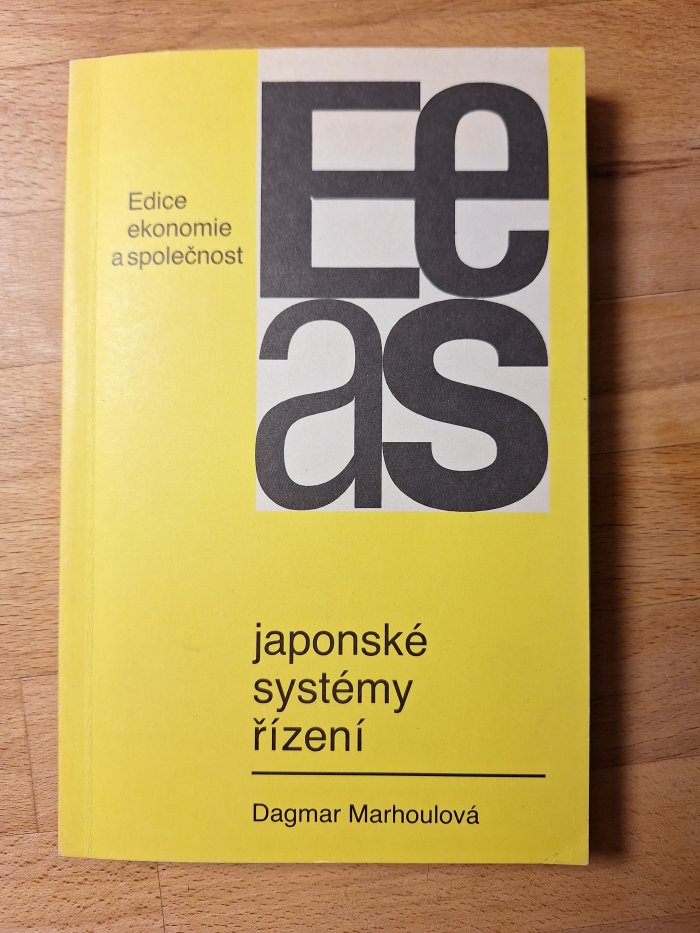 Ee
as
Edice
ekonomie
a společnost
japonské
systémy
řízení
Dagmar Marhoulová